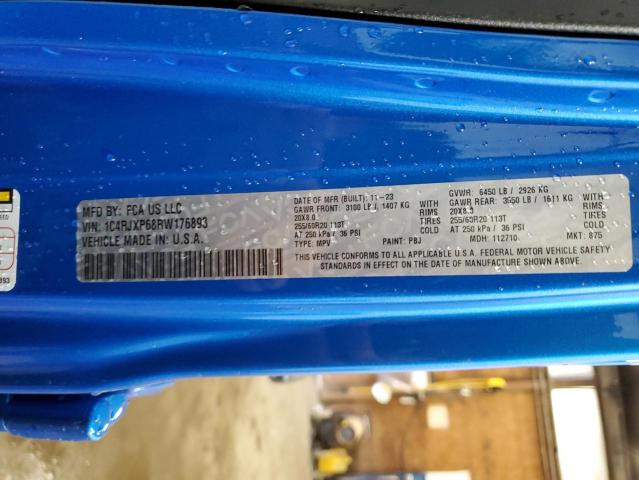 MFD BY: FCA US LLC
VIN: 1C4RJXP68RW176893
VEHICLE MADE IN U.S.A.
DATE OF MFR (BUILT): 11-23
GVWR: 6450 LB / 2926 KG
GAWR FRONT: 3100 LB / 1407 KG WITH
GAWR REAR: 3550 LB / 1611 KG WITH
20X8.0 RIMS
20X8.0 RIMS
255/60R20 113T TIRES
255/60R20 113T TIRES
AT 250 kPa / 36 PSI COLD
AT 250 kPa / 36 PSI COLD
TYPE: MPV PAINT: PBJ MDH: 112710 MKT: 875
THIS VEHICLE CONFORMS TO ALL APPLICABLE U.S.A. FEDERAL MOTOR VEHICLE SAFETY
STANDARDS IN EFFECT ON THE DATE OF MANUFACTURE SHOWN ABOVE.